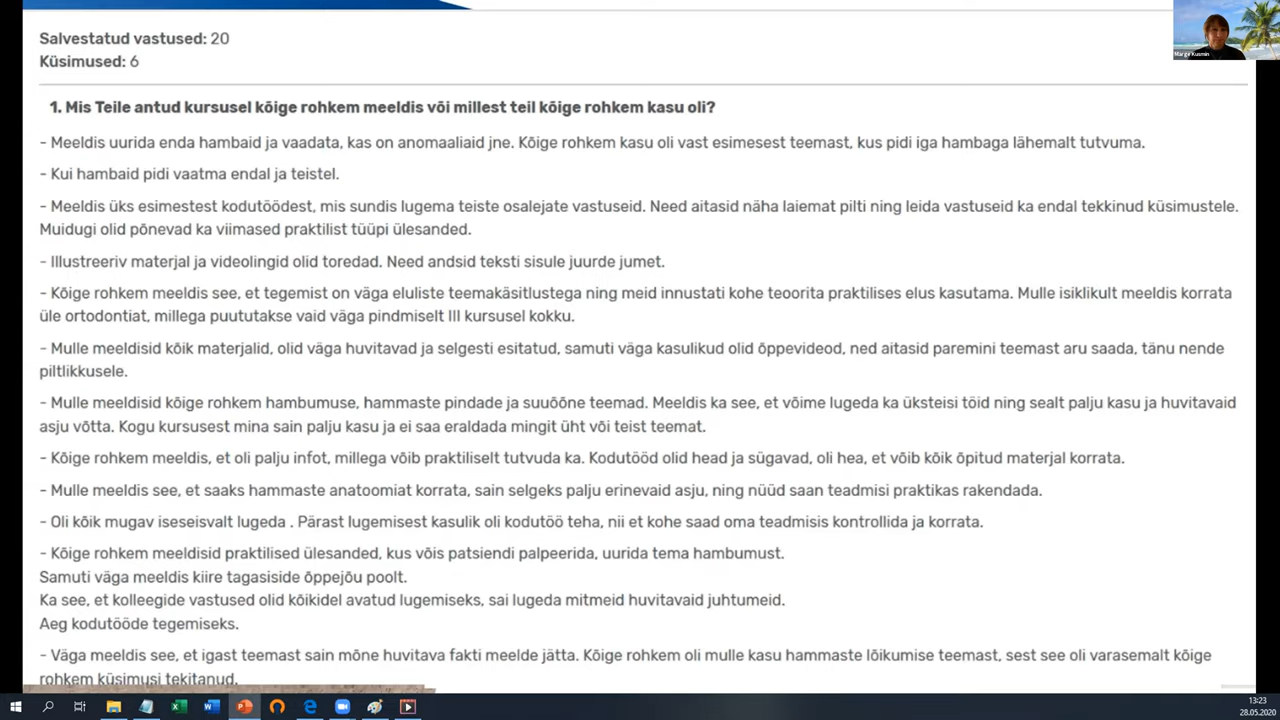 Salvestatud vastused: 20
Küsimused: 6
1. Mis Teile antud kursusel kõige rohkem meeldis või millest teil kõige rohkem kasu oli?
- Meeldis uurida enda hambaid ja vaadata, kas on anomaaliaid jne. Kõige rohkem kasu oli vast esimesest teemast, kus pidi iga hambaga lähemalt tutvuma.
- Kui hambaid pidi vaatma endal ja teistel.
- Meeldis üks esimestest kodutöödest, mis sundis lugema teiste osalejate vastuseid. Need aitasid näha laiemat pilti ning leida vastuseid ka endal tekkinud küsimustele.
Muidugi olid põnevad ka viimased praktilist tüüpi ülesanded.
- Illustreeriv materjal ja videolingid olid toredad. Need andsid teksti sisule juurde jumet.
- Kõige rohkem meeldis see, et tegemist on väga eluliste teemakäsitlustega ning meid innustati kohe teoorita praktilises elus kasutama. Mulle isiklikult meeldis korrata
üle ortodontiat, millega puututakse vaid väga pindmiselt III kursusel kokku.
- Mulle meeldisid kõik materjalid, olid väga huvitavad ja selgesti esitatud, samuti väga kasulikud olid õppevideod, ned aitasid paremini teemast aru saada, tänu nende
piltlikkusele.
- Mulle meeldisid kõige rohkem hambumuse, hammaste pindade ja suuõõne teemad. Meeldis ka see, et võime lugeda ka üksteisi töid ning sealt palju kasu ja huvitavaid
asju võtta. Kogu kursusest mina sain palju kasu ja ei saa eraldada mingit üht või teist teemat.
- Kõige rohkem meeldis, et oli palju infot, millega võib praktiliselt tutvuda ka. Kodutööd olid head ja sügavad, oli hea, et võib kõik õpitud materjal korrata.
- Mulle meeldis see, et saaks hammaste anatoomiat korrata, sain selgeks palju erinevaid asju, ning nüüd saan teadmisi praktikas rakendada.
- Oli kõik mugav iseseisvalt lugeda . Pärast lugemisest kasulik oli kodutöö teha, nii et kohe saad oma teadmisis kontrollida ja korrata.
- Kõige rohkem meeldisid praktilised ülesanded, kus võis patsiendi palpeerida, uurida tema hambumust.
Samuti väga meeldis kiire tagasiside õppejõu poolt.
Ka see, et kolleegide vastused olid kõikidel avatud lugemiseks, sai lugeda mitmeid huvitavaid juhtumeid.
Aeg kodutööde tegemiseks.
- Väga meeldis see, et igast teemast sain mõne huvitava fakti meelde jätta. Kõige rohkem oli mulle kasu hammaste lõikumise teemast, sest see oli varasemalt kõige
rohkem küsimusi tekitanud.
Marge Kusmin
13:23
28.05.2020